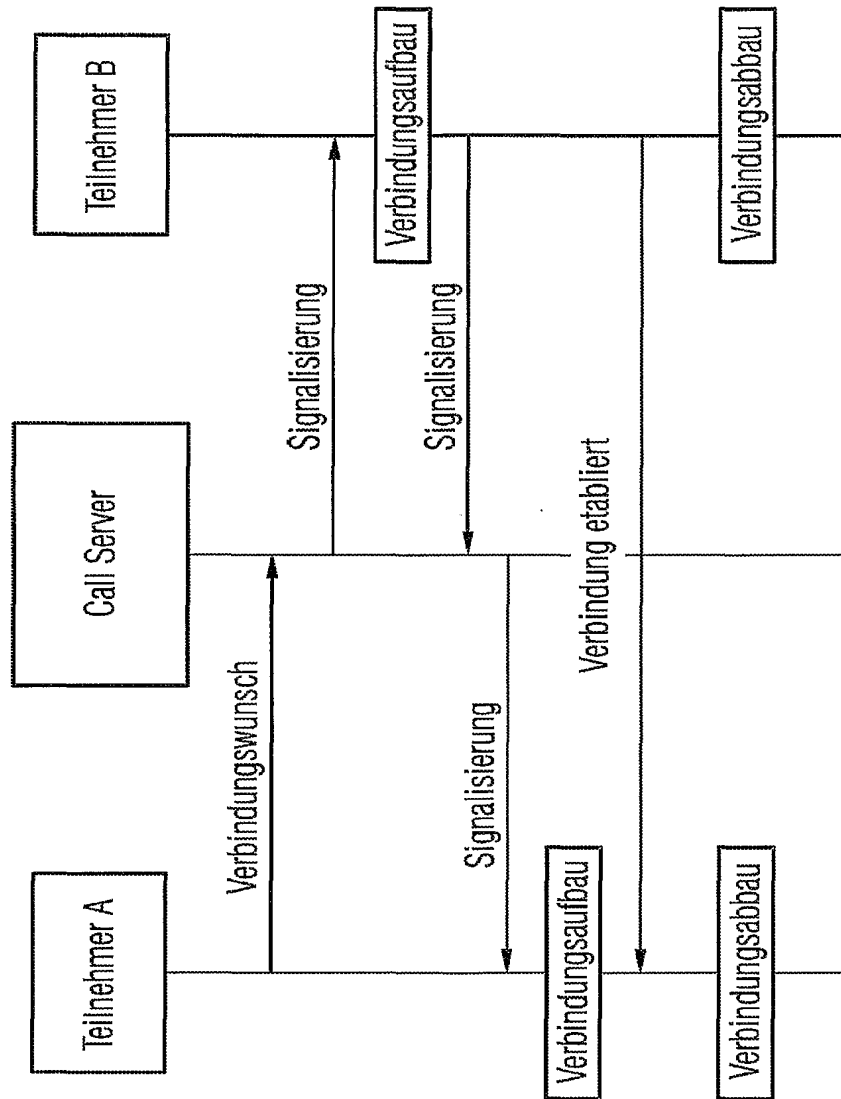 Teilnehmer A
Call Server
Teilnehmer B
Verbindungswunsch
Signalisierung
Verbindungsaufbau
Signalisierung
Signalisierung
Verbindungsaufbau
Verbindung etabliert
Verbindungsabbau
Verbindungsabbau